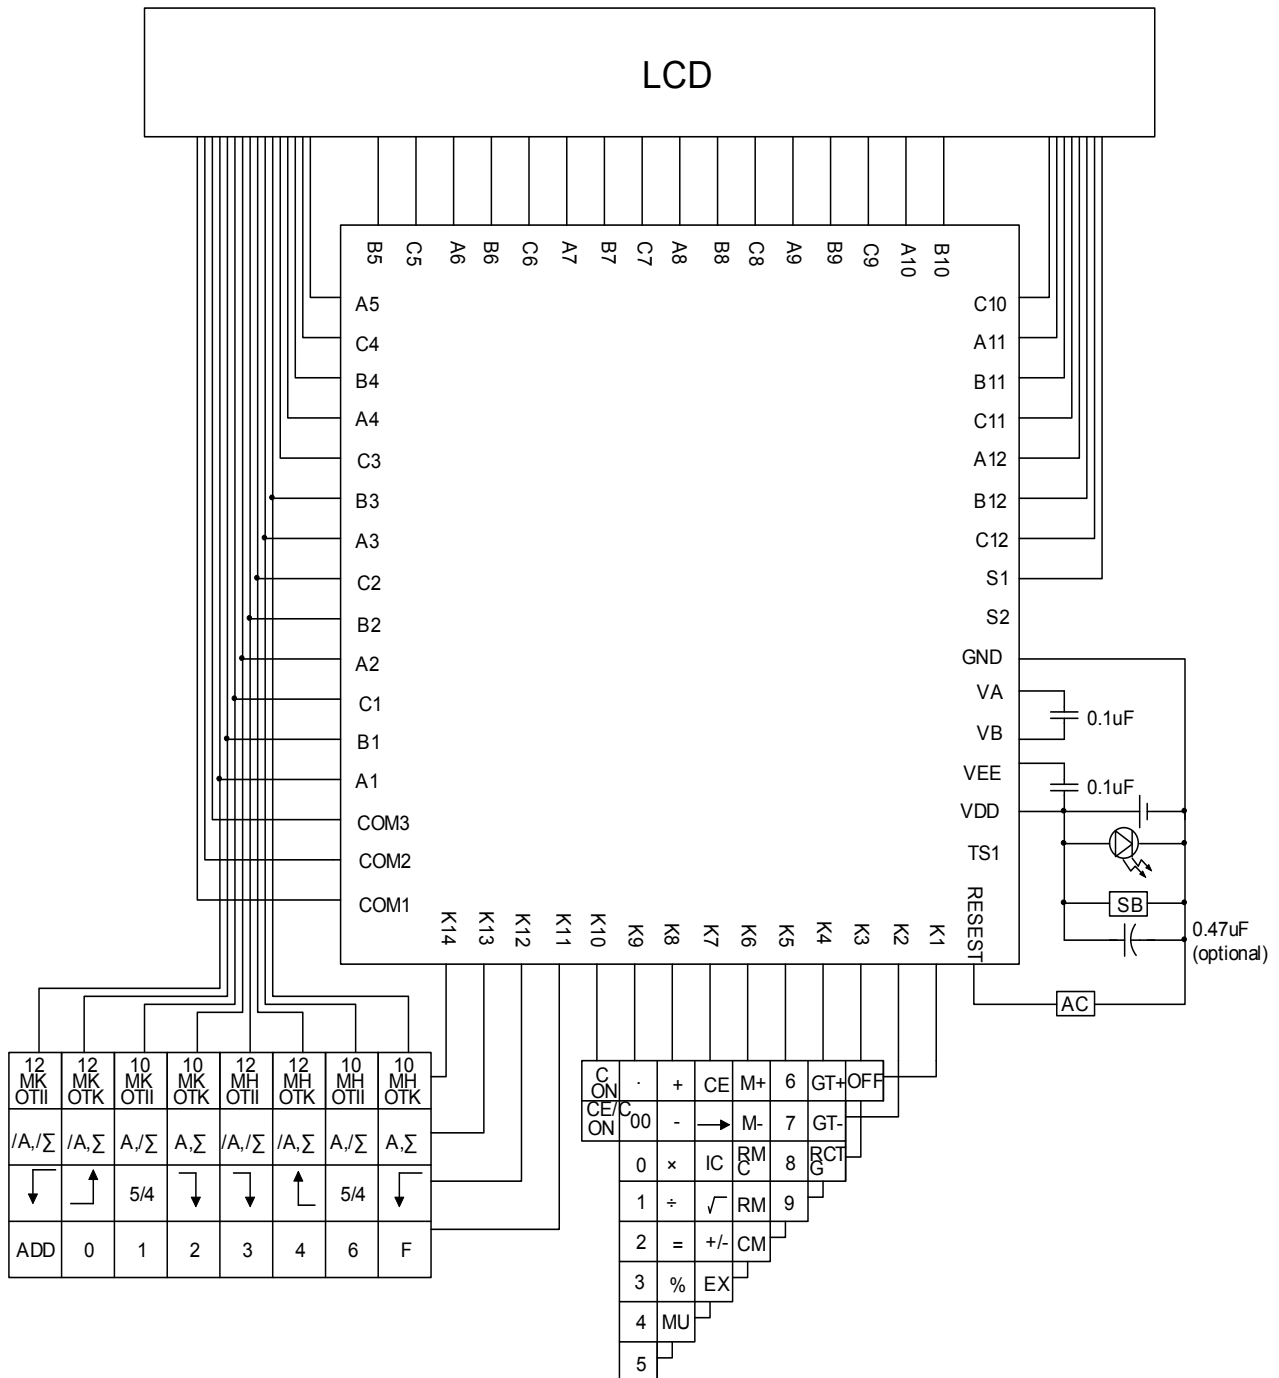 LCD
B5 C5 A6 B6 C6 A7 B7 C7 A8 B8 C8 A9 B9 C9 A10 B10
A5
C4
B4
A4
C3
B3
A3
C2
B2
A2
C1
B1
A1
COM3
COM2
COM1
C10
A11
B11
C11
A12
B12
C12
S1
S2
GND
VA
VB
VEE
VDD
TS1
RESEST
0.1uF
0.1uF
SB
0.47uF
(optional)
AC
K14 K13 K12 K11 K10 K9 K8 K7 K6 K5 K4 K3 K2 K1
12 12 10 10 12 12 10 10
MK MK MK MK MH MH MH MH
OTII OTK OTII OTK OTII OTK OTII OTK
/A,/Σ /A,Σ A,/Σ A,Σ /A,/Σ /A,Σ A,/Σ A,Σ
5/4 5/4
ADD 0 1 2 3 4 6 F
C
ON · + CE M+ 6 GT+ OFF
CE/C
ON 00 - → M- 7 GT-
0 × IC RM
C 8 RCT
G
1 ÷ √ RM 9
2 = +/- CM
3 % EX
4 MU
5